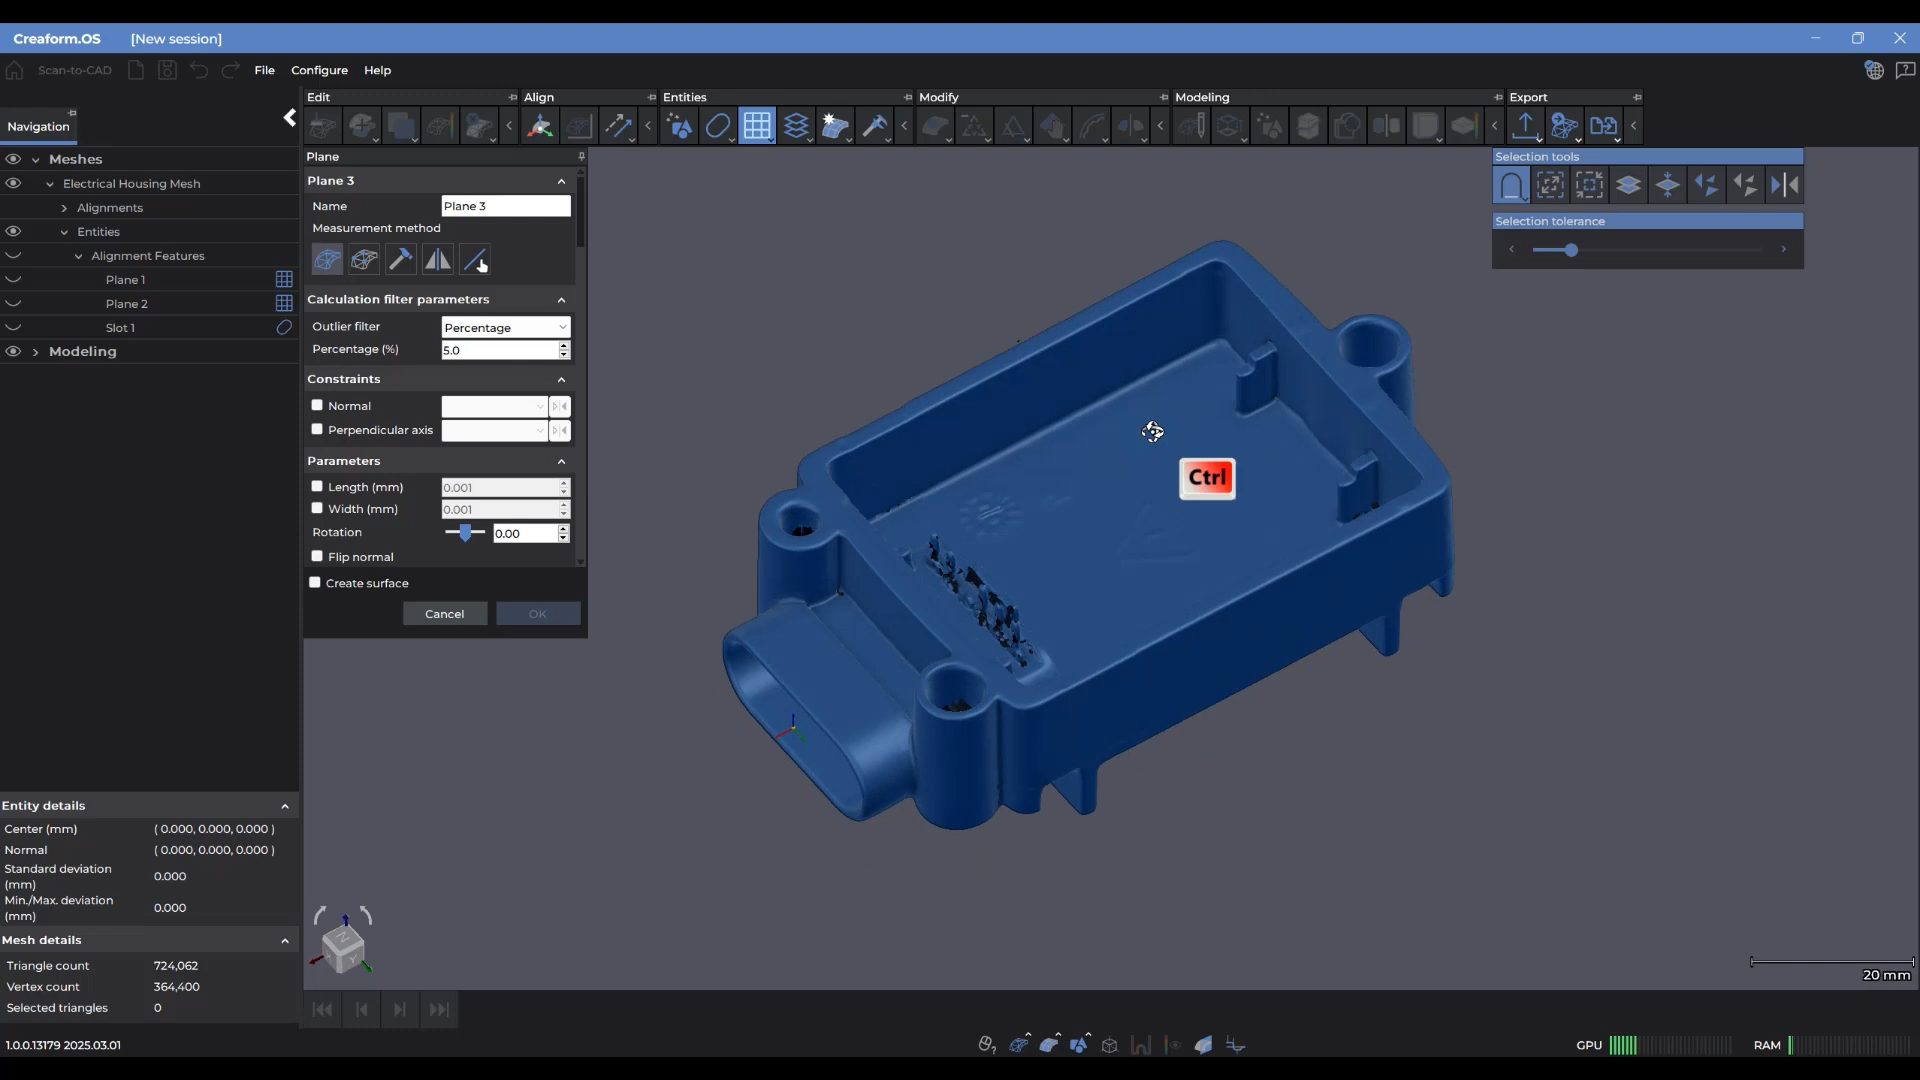 Creaform.OS [New session]
Scan-to-CAD File Configure Help
Edit Align Entities Modify Modeling Export
Navigation
Meshes
Electrical Housing Mesh
Alignments
Entities
Alignment Features
Plane 1
Plane 2
Slot 1
Modeling
Plane
Plane 3
Name Plane 3
Measurement method
Calculation filter parameters
Outlier filter Percentage
Percentage (%) 5.0
Constraints
Normal
Perpendicular axis
Parameters
Length (mm) 0.001
Width (mm) 0.001
Rotation 0.00
Flip normal
Create surface
Cancel OK
Selection tools
Selection tolerance
Ctrl
Entity details
Center (mm) ( 0.000, 0.000, 0.000 )
Normal ( 0.000, 0.000, 0.000 )
Standard deviation
(mm) 0.000
Min./Max. deviation
(mm) 0.000
Mesh details
Triangle count 724,062
Vertex count 364,400
Selected triangles 0
Z
Y
20 mm
1.0.0.13179 2025.03.01
GPU RAM